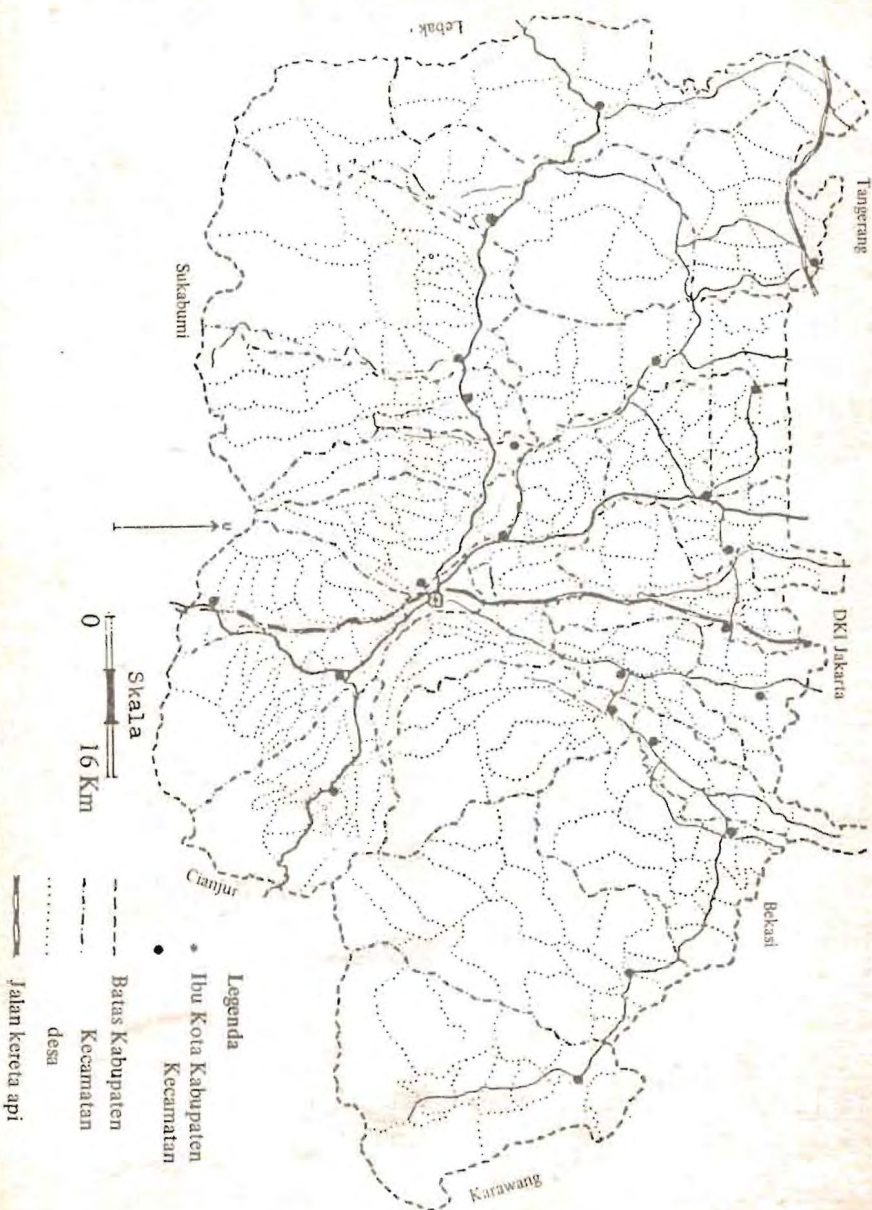 Lebak
Tangerang
Sukabumi
DKI Jakarta
Bekasi
Cianjur
Karawang
Skala
0 16 Km
Legenda
Ibu Kota Kabupaten
Kecamatan
Batas Kabupaten
Kecamatan
desa
Jalan kereta api